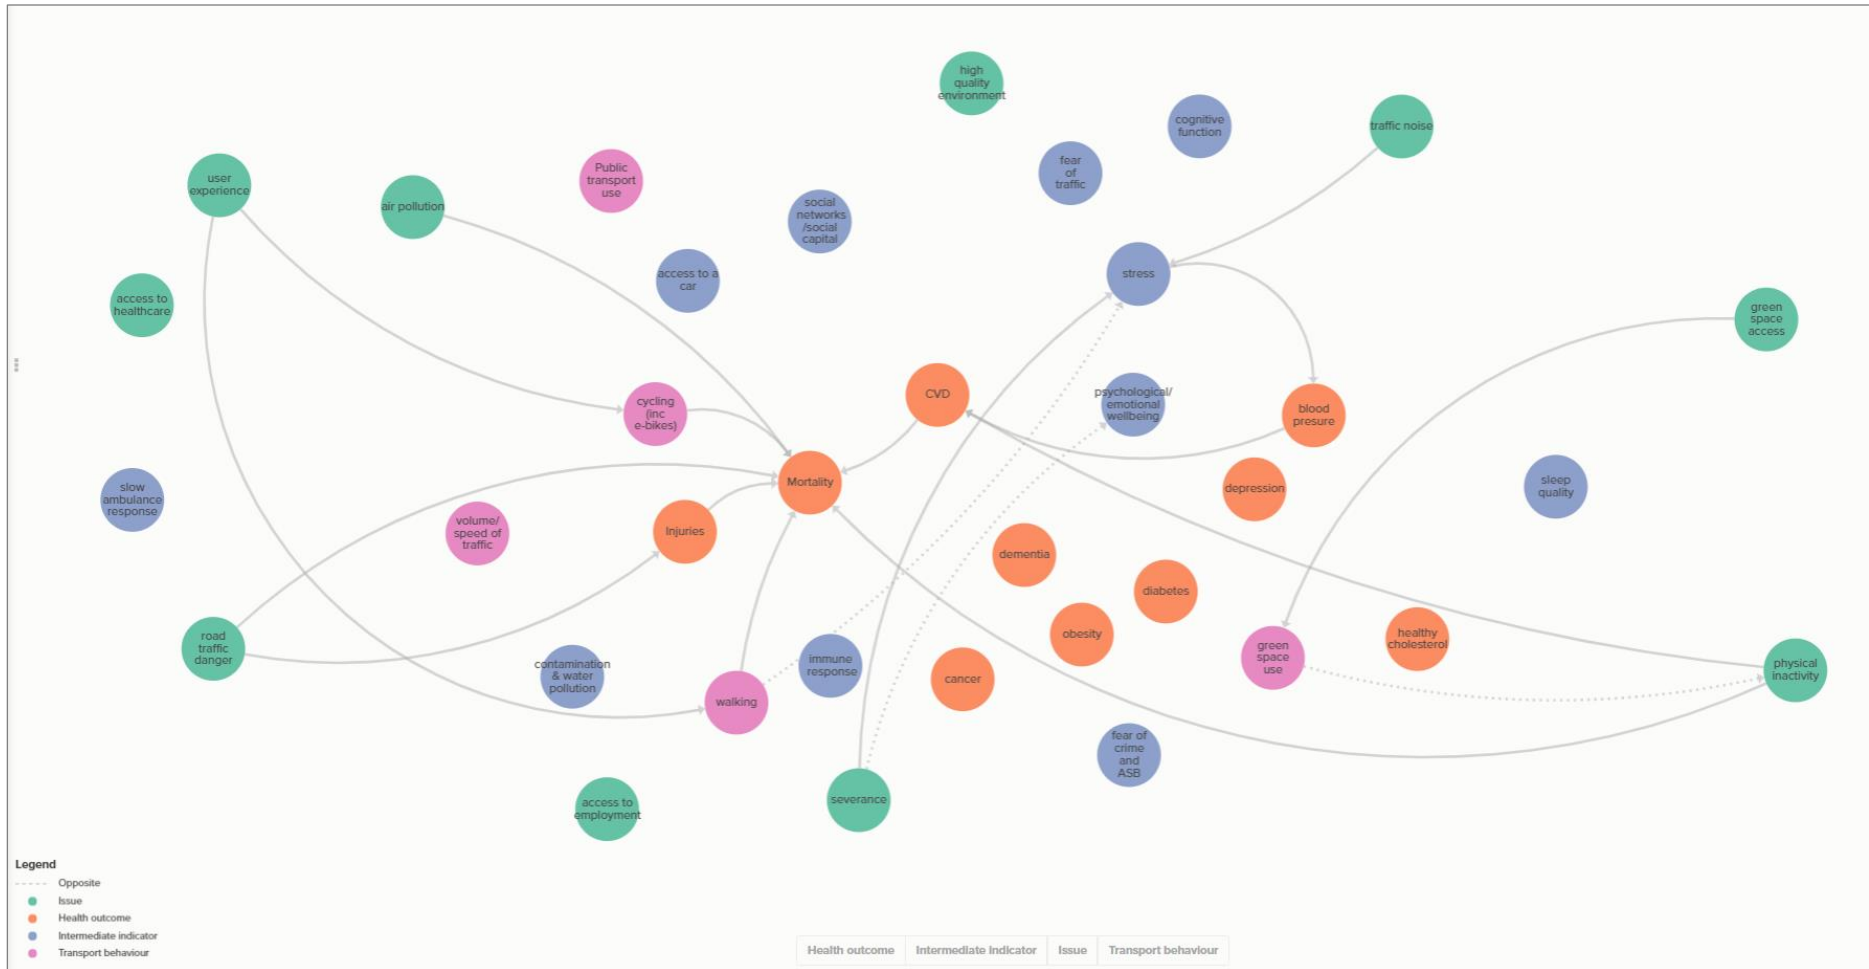 high
quality
environment
cognitive
function
traffic noise
fear
of
traffic
user
experience
air pollution
Public
transport
use
social
networks
/social
capital
access to a
car
stress
access to
healthcare
green
space
access
cycling
(inc
e-bikes)
CVD
psychological/
emotional
wellbeing
blood
presure
slow
ambulance
response
Mortality
depression
sleep
quality
volume/
speed of
traffic
Injuries
dementia
diabetes
obesity
healthy
cholesterol
road
traffic
danger
contamination
& water
pollution
walking
immune
response
cancer
green
space
use
physical
inactivity
fear of
crime
and
ASB
access to
employment
severance
Legend
Opposite
Issue
Health outcome
Intermediate indicator
Transport behaviour
Health outcome Intermediate indicator Issue Transport behaviour